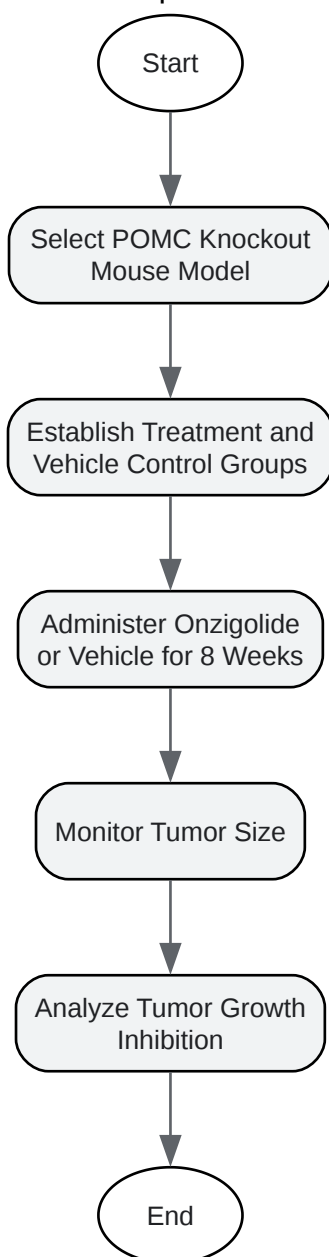 Start
Select POMC Knockout
Mouse Model
Establish Treatment and
Vehicle Control Groups
Administer Onzigolide
or Vehicle for 8 Weeks
Monitor Tumor Size
Analyze Tumor Growth
Inhibition
End